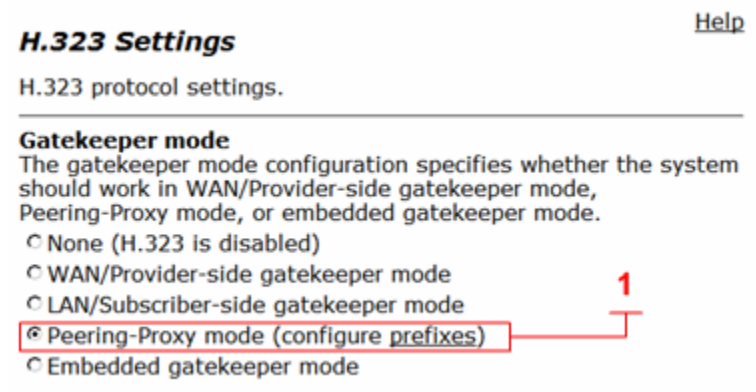 Help
H.323 Settings
H.323 protocol settings.
Gatekeeper mode
The gatekeeper mode configuration specifies whether the system
should work in WAN/Provider-side gatekeeper mode,
Peering-Proxy mode, or embedded gatekeeper mode.
None (H.323 is disabled)
WAN/Provider-side gatekeeper mode
1
LAN/Subscriber-side gatekeeper mode
Peering-Proxy mode (configure prefixes)
Embedded gatekeeper mode